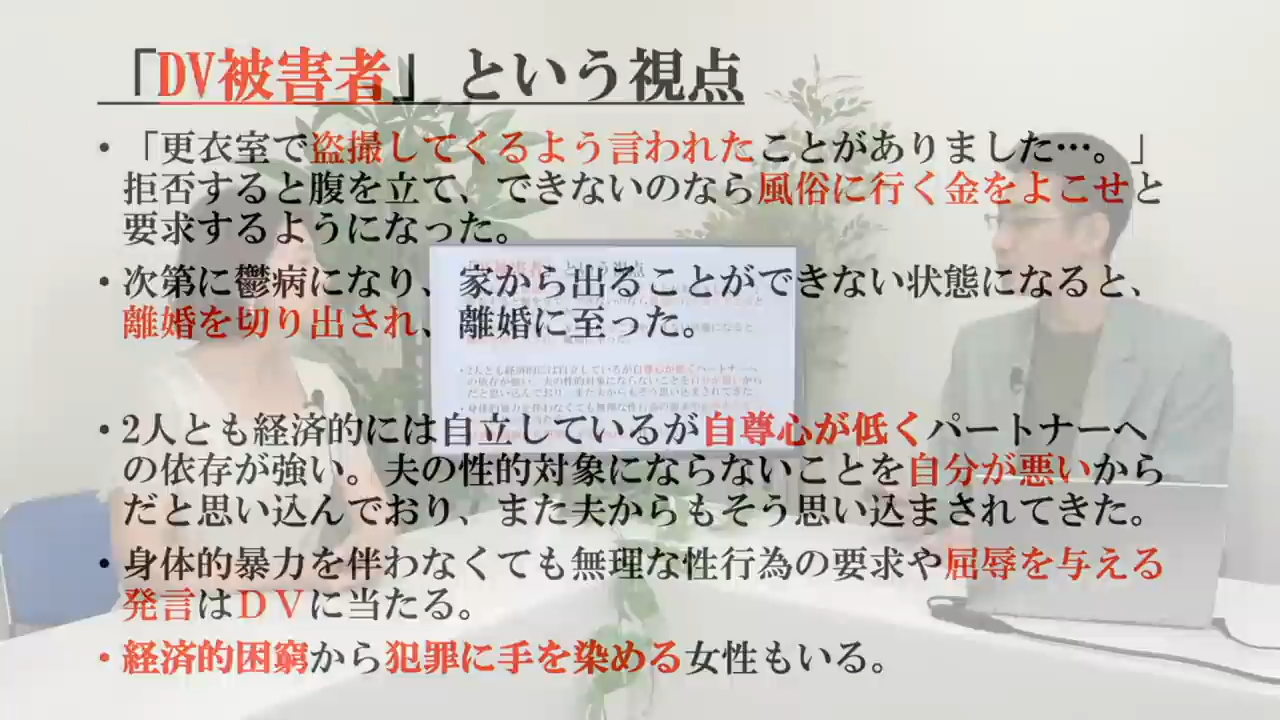 「DV被害者」という視点
・「更衣室で盗撮してくるよう言われたことがありました…。」
拒否すると腹を立て、できないのなら風俗に行く金をよこせと
要求するようになった。
・次第に鬱病になり、家から出ることができない状態になると、
離婚を切り出され、離婚に至った。
・2人とも経済的には自立しているが自尊心が低くパートナーへ
の依存が強い。夫の性的対象にならないことを自分が悪いから
だと思い込んでおり、また夫からもそう思い込まされてきた。
・身体的暴力を伴わなくても無理な性行為の要求や屈辱を与える
発言はＤＶに当たる。
・経済的困窮から犯罪に手を染める女性もいる。